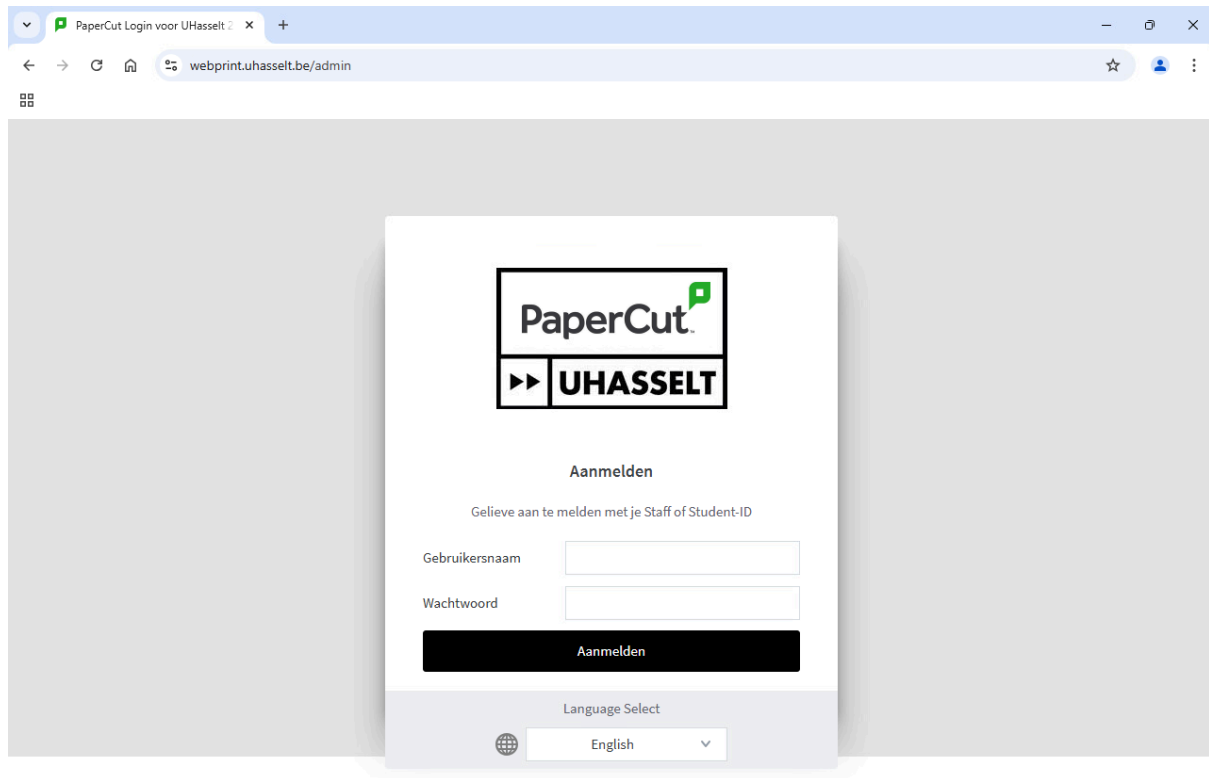 PaperCut Login voor UHasselt 2
webprint.uhasselt.be/admin
PaperCut
UHASSELT
Aanmelden
Gelieve aan te melden met je Staff of Student-ID
Gebruikersnaam
Wachtwoord
Aanmelden
Language Select
English